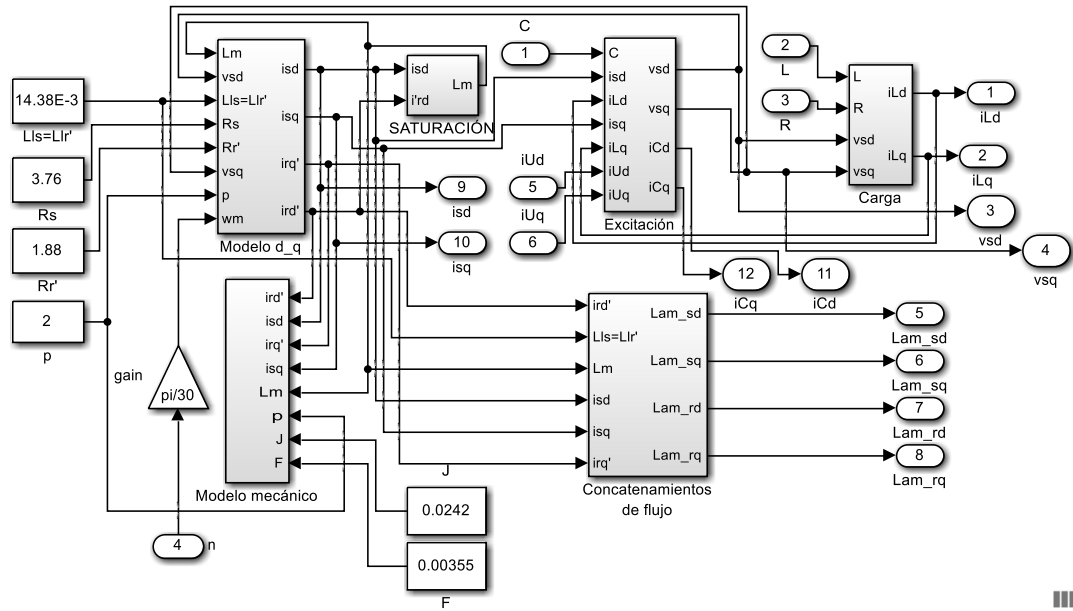 14.38E-3
Lls=Llr'
3.76
Rs
1.88
Rr'
2
p
gain
pi/30
4
n
Lm
vsd
Lls=Llr'
Rs
Rr'
vsq
p
wm
isd
isq
irq'
ird'
Modelo d_q
isd
i'rd
Lm
SATURACIÓN
9
isd
10
isq
ird'
isd
irq'
isq
Lm
p
J
F
Modelo mecánico
J
0.0242
0.00355
F
C
1
iUd
5
iUq
6
C
isd
iLd
isq
iLq
iUd
iUq
vsd
vsq
iCd
iCq
Excitación
2
L
3
R
L
R
vsd
vsq
iLd
iLq
Carga
1
iLd
2
iLq
3
vsd
4
vsq
12
iCq
11
iCd
ird'
Lls=Llr'
Lm
isd
isq
irq'
Lam_sd
Lam_sq
Lam_rd
Lam_rq
Concatenamientos
de flujo
5
Lam_sd
6
Lam_sq
7
Lam_rd
8
Lam_rq